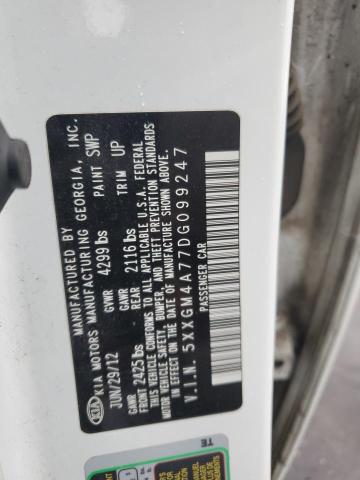 KIA
MANUFACTURED BY
KIA MOTORS MANUFACTURING GEORGIA, INC.
JUN/29/12 4299 lbs PAINT SWP
GAWR GAWR
FRONT 2425 lbs REAR 2116 lbs TRIM UP
THIS VEHICLE CONFORMS TO ALL APPLICABLE U.S.A. FEDERAL
MOTOR VEHICLE SAFETY, BUMPER, AND THEFT PREVENTION STANDARDS
IN EFFECT ON THE DATE OF MANUFACTURE SHOWN ABOVE.
V.I.N. 5XXGM4A77DG099247
PASSENGER CAR
TE